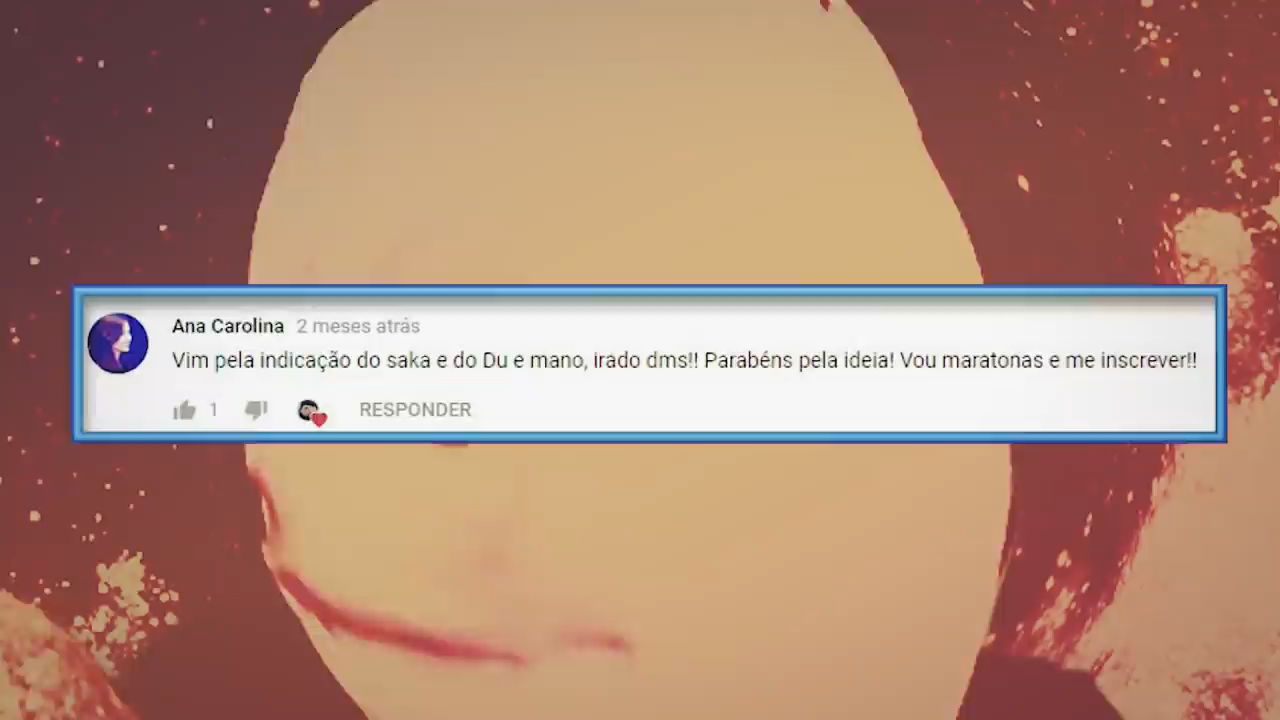 Ana Carolina 2 meses atrás
Vim pela indicação do saka e do Du e mano, irado dms!! Parabéns pela ideia! Vou maratonas e me inscrever!!
1 RESPONDER